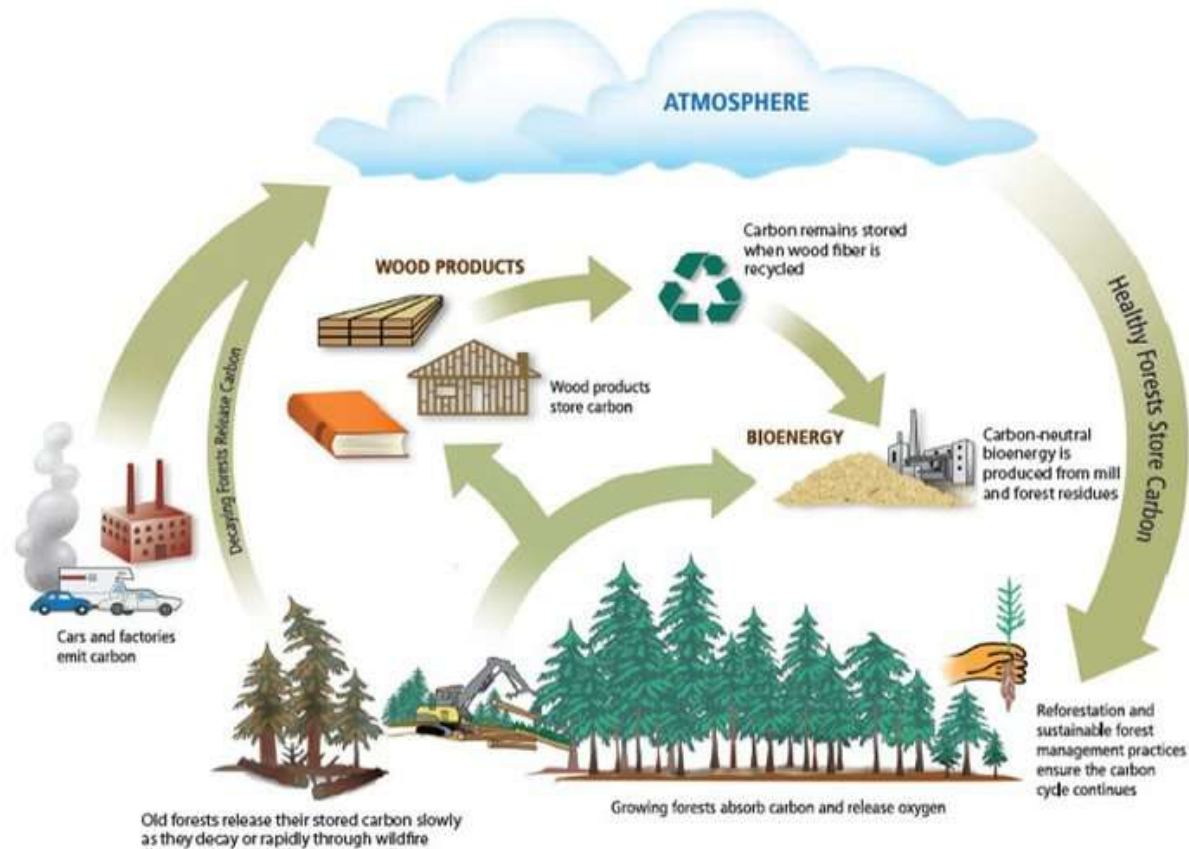 ATMOSPHERE
Carbon remains stored
when wood fiber is
recycled
WOOD PRODUCTS
Wood products
store carbon
BIOENERGY
Carbon-neutral
bioenergy is
produced from mill
and forest residues
Healthy Forests Store Carbon
Decaying Forests Release Carbon
Cars and factories
emit carbon
Reforestation and
sustainable forest
management practices
ensure the carbon
cycle continues
Growing forests absorb carbon and release oxygen
Old forests release their stored carbon slowly
as they decay or rapidly through wildfire